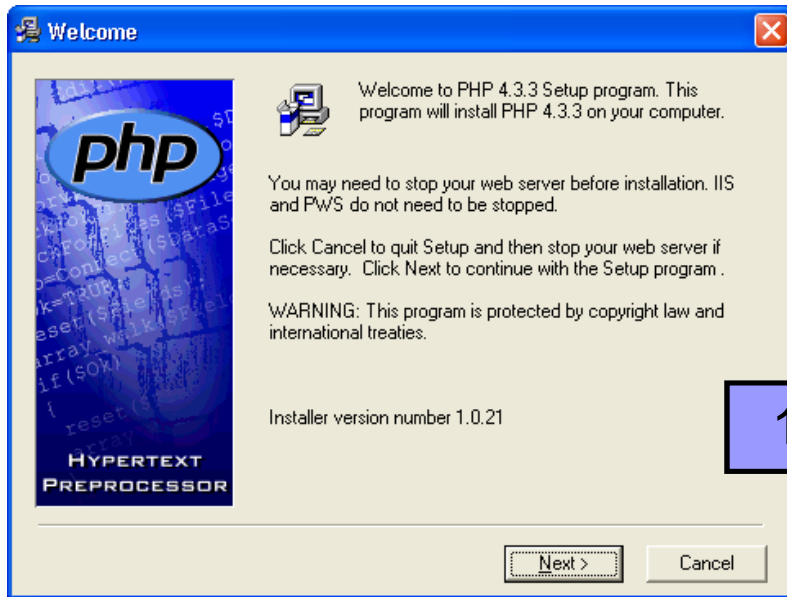 Welcome
Welcome to PHP 4.3.3 Setup program. This
program will install PHP 4.3.3 on your computer.
php
You may need to stop your web server before installation. IIS
and PWS do not need to be stopped.
Click Cancel to quit Setup and then stop your web server if
necessary. Click Next to continue with the Setup program .
WARNING: This program is protected by copyright law and
international treaties.
Installer version number 1.0.21
1
HYPERTEXT
PREPROCESSOR
Next >
Cancel